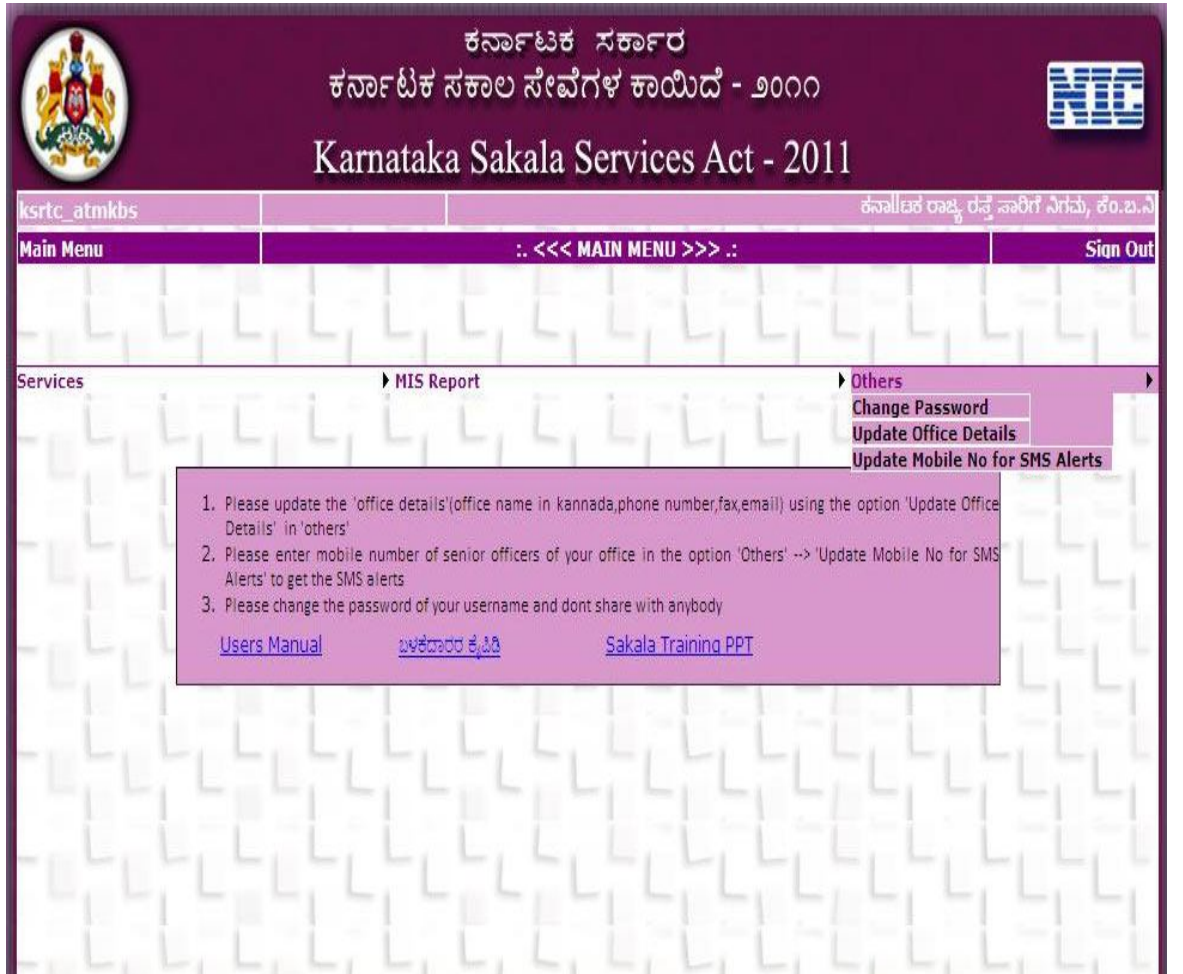 ಕರ್ನಾಟಕ ಸರ್ಕಾರ
ಕರ್ನಾಟಕ ಸಕಾಲ ಸೇವೆಗಳ ಕಾಯಿದೆ - ೨೦೧೧
NIC
Karnataka Sakala Services Act - 2011
ksrtc_atmkbs ಕನಾ೯ಟಕ ರಾಜ್ಯ ರಸ್ತೆ ಸಾರಿಗೆ ನಿಗಮ, ಕೆಂ.ಬ.ನಿ
Main Menu :. <<< MAIN MENU >>> .: Sign Out
Services MIS Report Others
Change Password
Update Office Details
Update Mobile No for SMS Alerts
1. Please update the 'office details'(office name in kannada,phone number,fax,email) using the option 'Update Office
Details' in 'others'
2. Please enter mobile number of senior officers of your office in the option 'Others' --> 'Update Mobile No for SMS
Alerts' to get the SMS alerts
3. Please change the password of your username and dont share with anybody
Users Manual ಬಳಕೆದಾರರ ಕೈಪಿಡಿ Sakala Training PPT